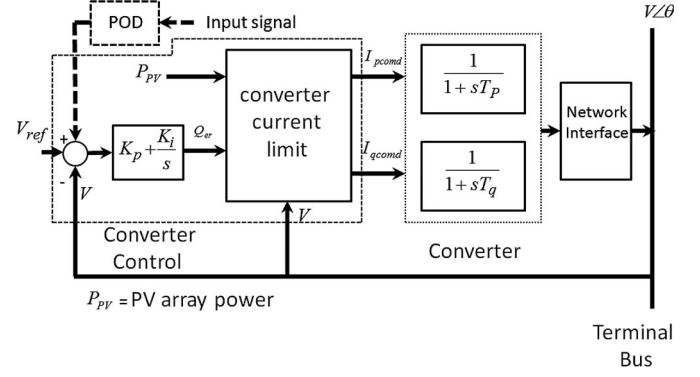 V∠θ
POD
Input signal
P_PV
I_pcomd
1
1+sT_P
converter
current
limit
V_ref
+
K_p + K_i
s
Q_er
Network
Interface
I_qcomd
1
1+sT_q
-
V
V
Converter
Control
Converter
P_PV = PV array power
Terminal
Bus